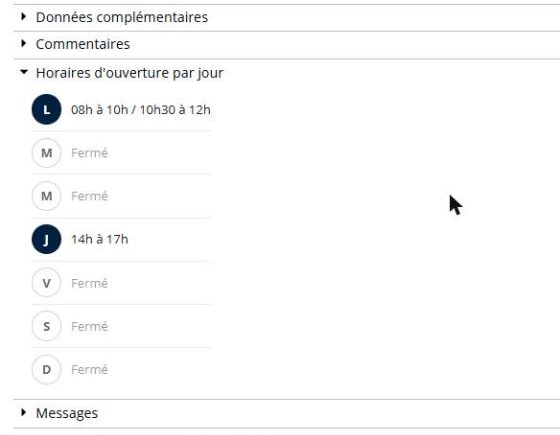 Données complémentaires
Commentaires
Horaires d'ouverture par jour
L 08h à 10h / 10h30 à 12h
M Fermé
M Fermé
J 14h à 17h
V Fermé
S Fermé
D Fermé
Messages